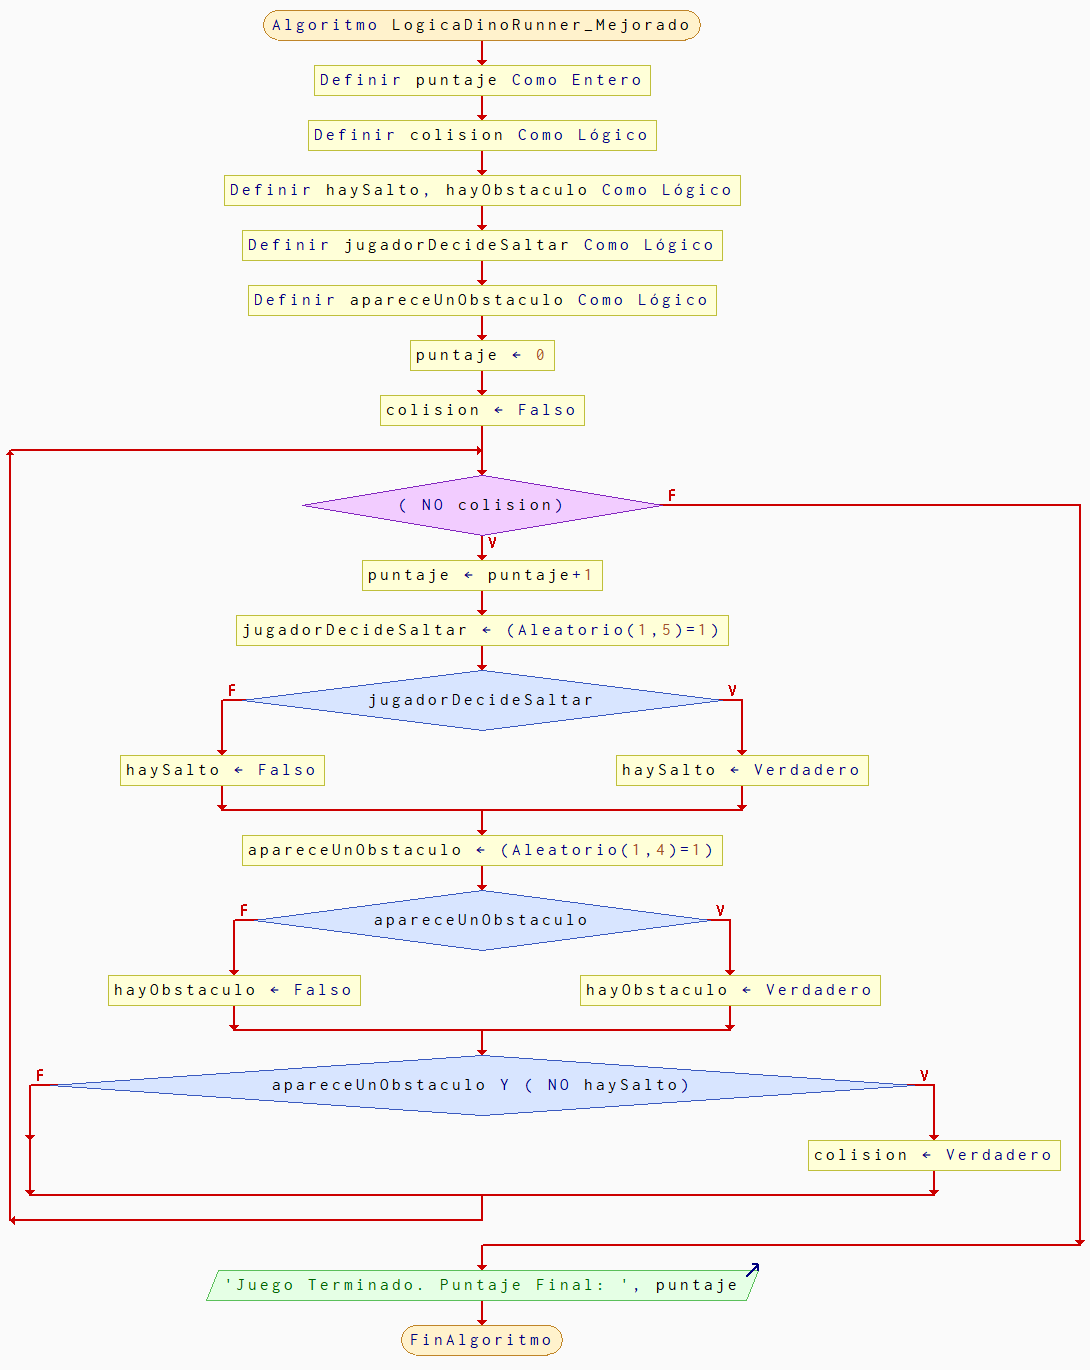 Algoritmo LogicaDinoRunner_Mejorado
Definir puntaje Como Entero
Definir colision Como Lógico
Definir haySalto, hayObstaculo Como Lógico
Definir jugadorDecideSaltar Como Lógico
Definir apareceUnObstaculo Como Lógico
puntaje ← 0
colision ← Falso
( NO colision)
F
V
puntaje ← puntaje+1
jugadorDecideSaltar ← (Aleatorio(1,5)=1)
F
V
jugadorDecideSaltar
haySalto ← Falso
haySalto ← Verdadero
apareceUnObstaculo ← (Aleatorio(1,4)=1)
F
V
apareceUnObstaculo
hayObstaculo ← Falso
hayObstaculo ← Verdadero
F
V
apareceUnObstaculo Y ( NO haySalto)
colision ← Verdadero
'Juego Terminado. Puntaje Final: ', puntaje
FinAlgoritmo